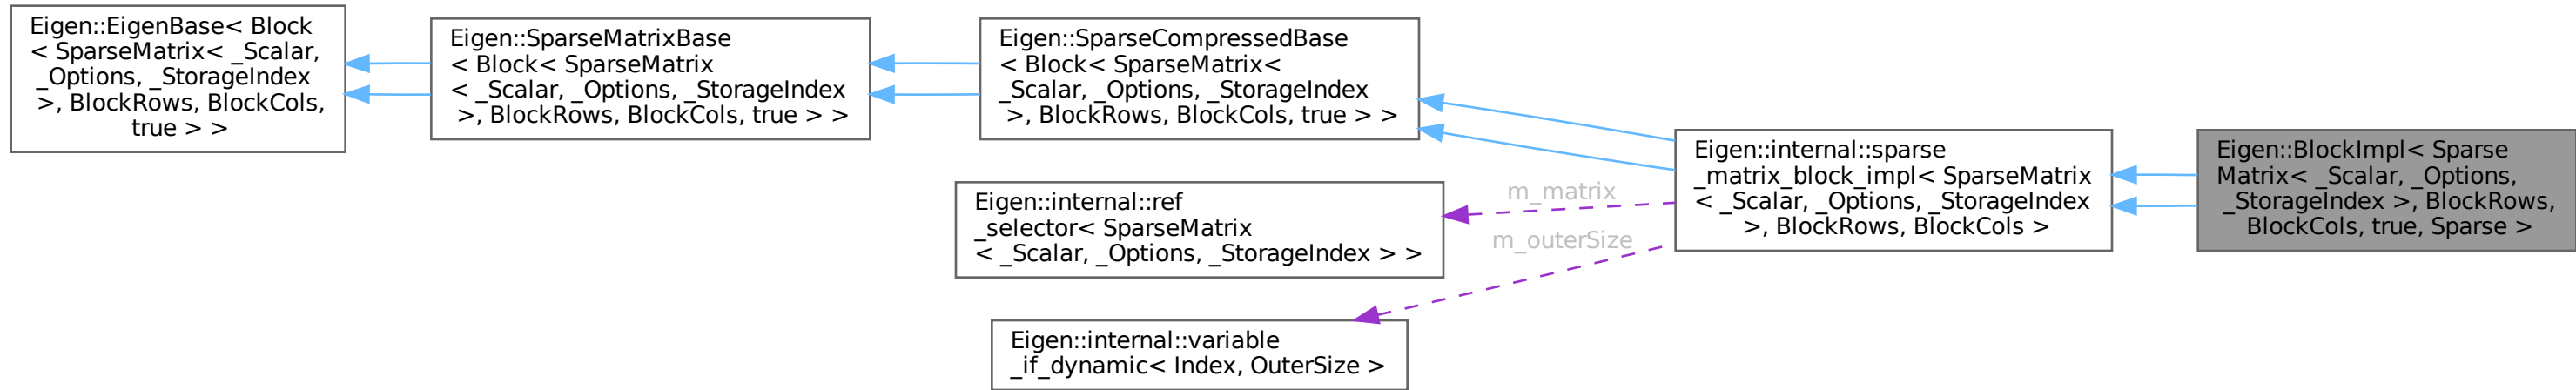 Eigen::EigenBase< Block
< SparseMatrix< _Scalar,
_Options, _StorageIndex
>, BlockRows, BlockCols,
true > >
Eigen::SparseMatrixBase
< Block< SparseMatrix
< _Scalar, _Options, _StorageIndex
>, BlockRows, BlockCols, true > >
Eigen::SparseCompressedBase
< Block< SparseMatrix<
_Scalar, _Options, _StorageIndex
>, BlockRows, BlockCols, true > >
Eigen::internal::ref
_selector< SparseMatrix
< _Scalar, _Options, _StorageIndex > >
Eigen::internal::variable
_if_dynamic< Index, OuterSize >
m_matrix
m_outerSize
Eigen::internal::sparse
_matrix_block_impl< SparseMatrix
< _Scalar, _Options, _StorageIndex
>, BlockRows, BlockCols >
Eigen::BlockImpl< Sparse
Matrix< _Scalar, _Options,
_StorageIndex >, BlockRows,
BlockCols, true, Sparse >